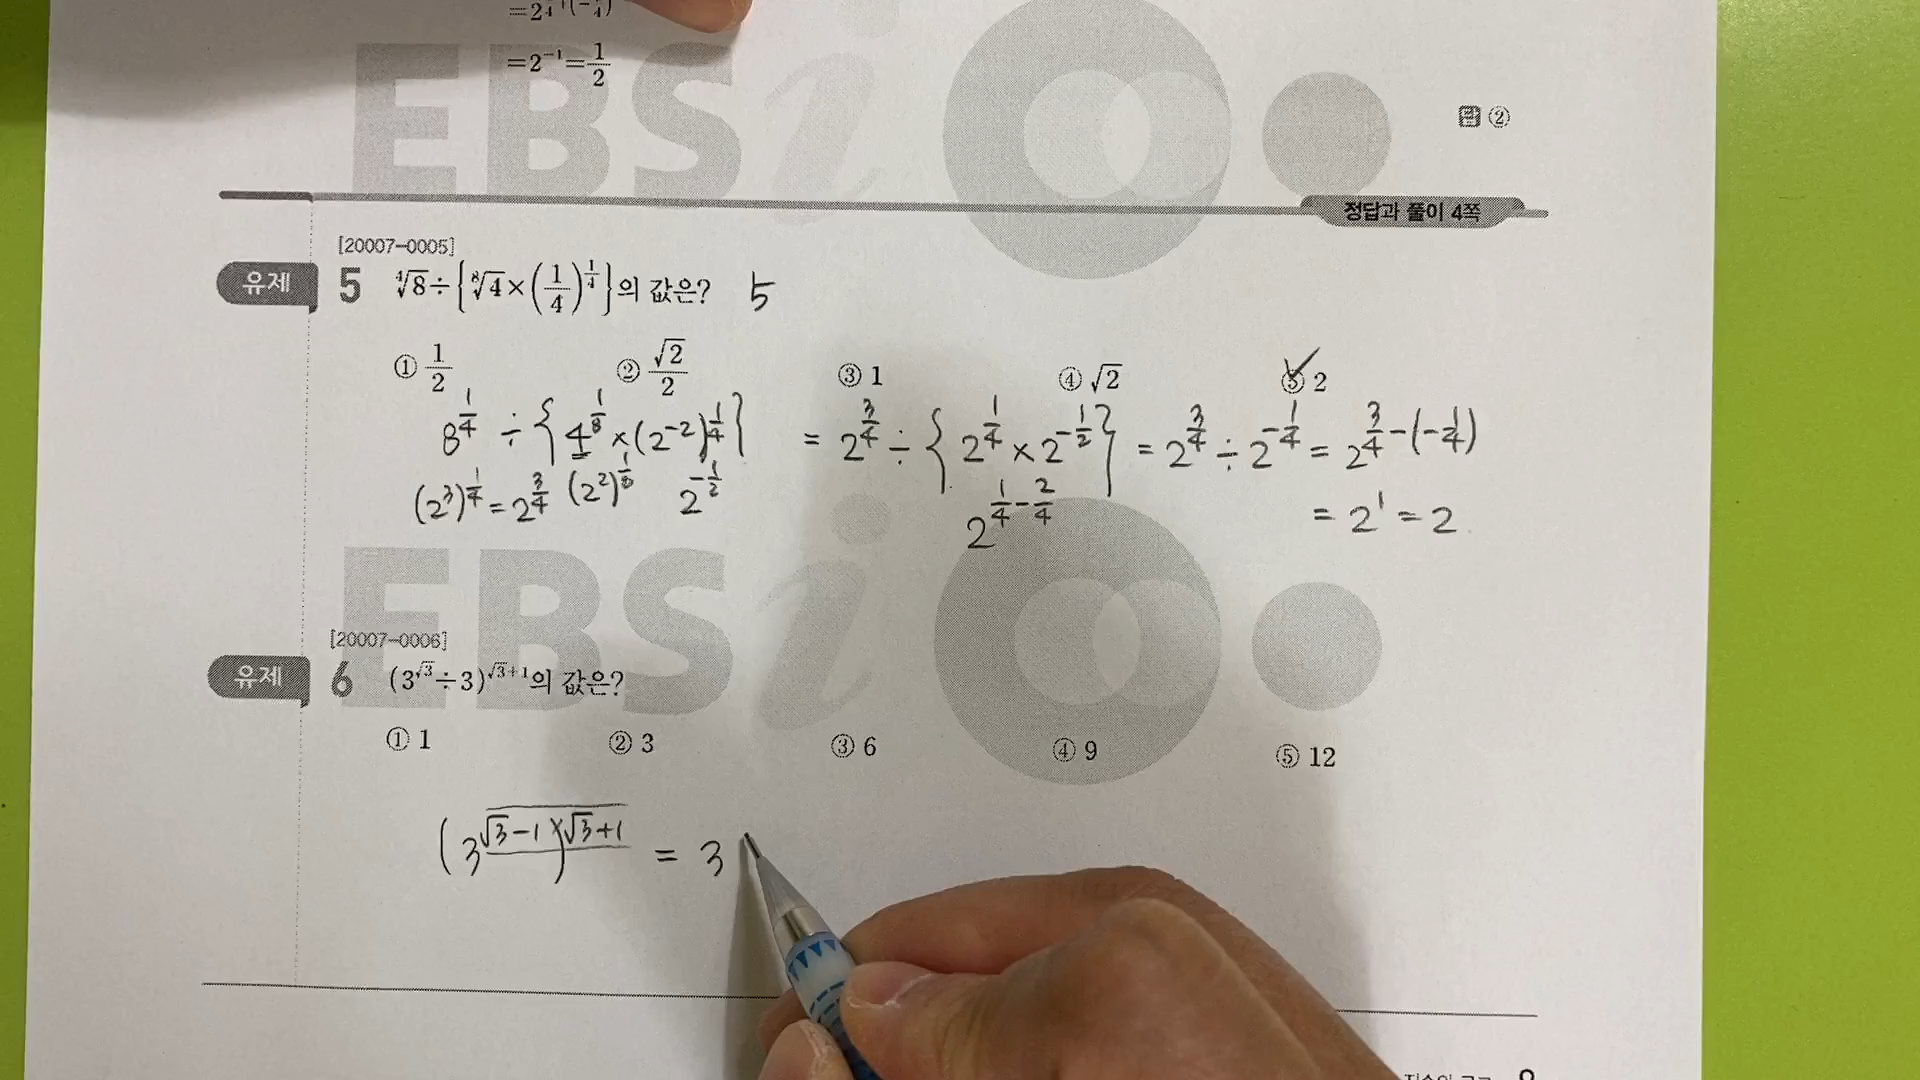 =2^{-1}=\frac{1}{2}
답 ②
정답과 풀이 4쪽
[20007-0005]
유제 5 ⁴√8÷{⁸√4×(1/4)^{1/4}}의 값은? 5
① 1/2 ② √2/2 ③ 1 ④ √2 ⑤ 2
8^{1/4} ÷ {4^{1/8} ×(2^{-2})^{1/4}} = 2^{3/4} ÷ {2^{1/4} × 2^{-1/2}} = 2^{3/4} ÷ 2^{-1/4} = 2^{3/4-(-1/4)}
(2^3)^{1/4} = 2^{3/4} (2^2)^{1/8} 2^{-1/2} 2^{1/4-2/4} = 2^1 = 2
EBSi
EBSi
[20007-0006]
유제 6 (3^{√3}÷3)^{√3+1}의 값은?
① 1 ② 3 ③ 6 ④ 9 ⑤ 12
(3^{√3-1})^{√3+1} = 3